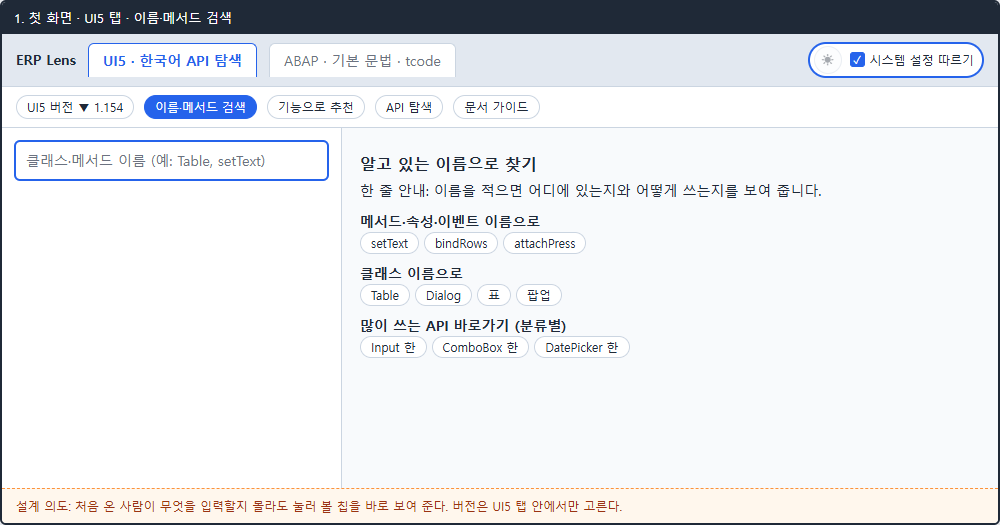 1. 첫 화면 · UI5 탭 · 이름·메서드 검색
ERP Lens UI5 · 한국어 API 탐색 ABAP · 기본 문법 · tcode 시스템 설정 따르기
UI5 버전 ▼ 1.154 이름·메서드 검색 기능으로 추천 API 탐색 문서 가이드
클래스·메서드 이름 (예: Table, setText)
알고 있는 이름으로 찾기
한 줄 안내: 이름을 적으면 어디에 있는지와 어떻게 쓰는지를 보여 줍니다.
메서드·속성·이벤트 이름으로
setText bindRows attachPress
클래스 이름으로
Table Dialog 표 팝업
많이 쓰는 API 바로가기 (분류별)
Input 한 ComboBox 한 DatePicker 한
설계 의도: 처음 온 사람이 무엇을 입력할지 몰라도 눌러 볼 칩을 바로 보여 준다. 버전은 UI5 탭 안에서만 고른다.